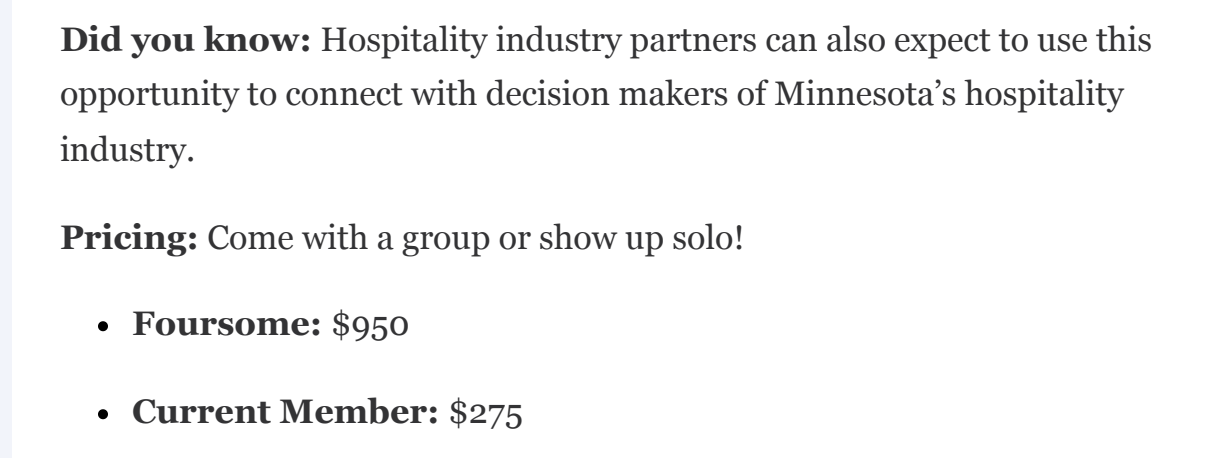 Did you know: Hospitality industry partners can also expect to use this
opportunity to connect with decision makers of Minnesota’s hospitality
industry.
Pricing: Come with a group or show up solo!
• Foursome: $950
• Current Member: $275